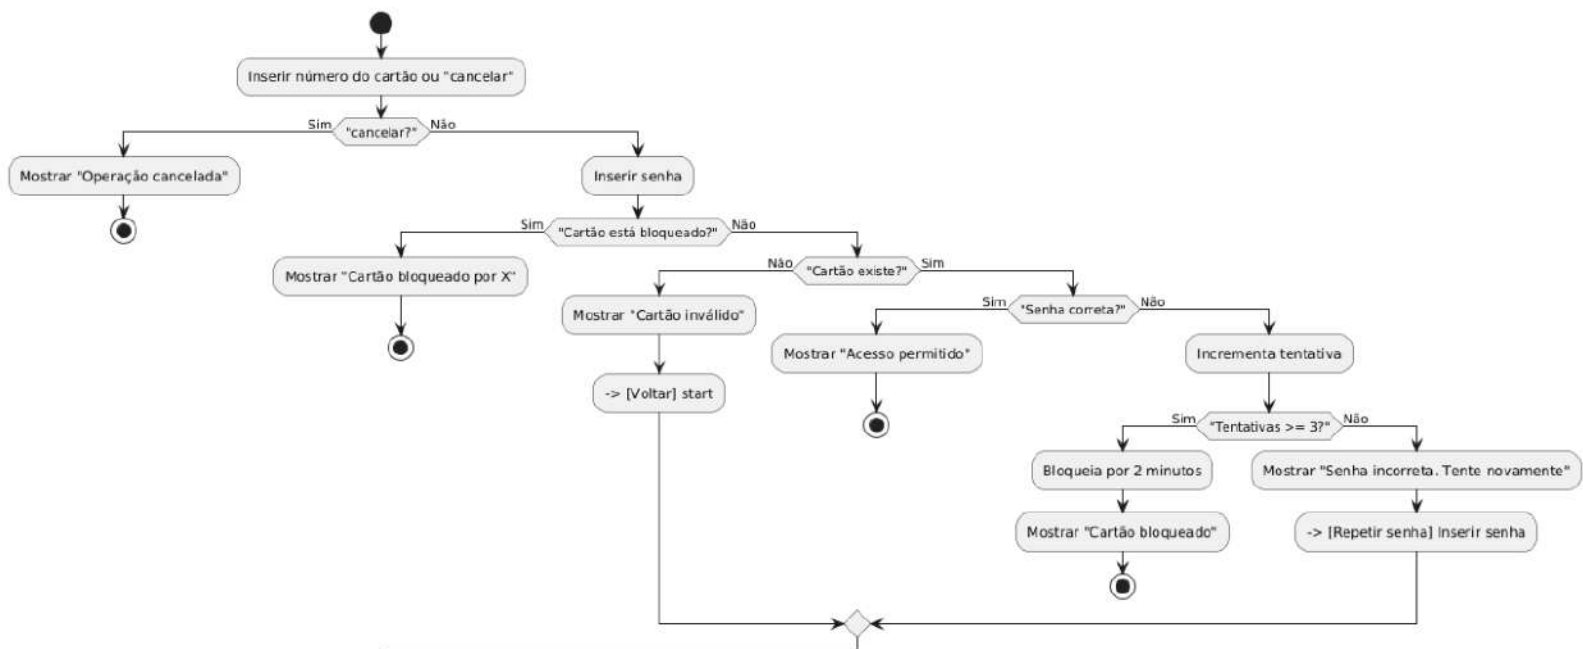 Inserir número do cartão ou "cancelar"
Sim
"cancelar?"
Não
Mostrar "Operação cancelada"
Inserir senha
Sim
"Cartão está bloqueado?"
Não
Mostrar "Cartão bloqueado por X"
Não
"Cartão existe?"
Sim
Mostrar "Cartão inválido"
-> [Voltar] start
Sim
"Senha correta?"
Não
Mostrar "Acesso permitido"
Incrementa tentativa
Sim
"Tentativas >= 3?"
Não
Bloqueia por 2 minutos
Mostrar "Senha incorreta. Tente novamente"
Mostrar "Cartão bloqueado"
-> [Repetir senha] Inserir senha